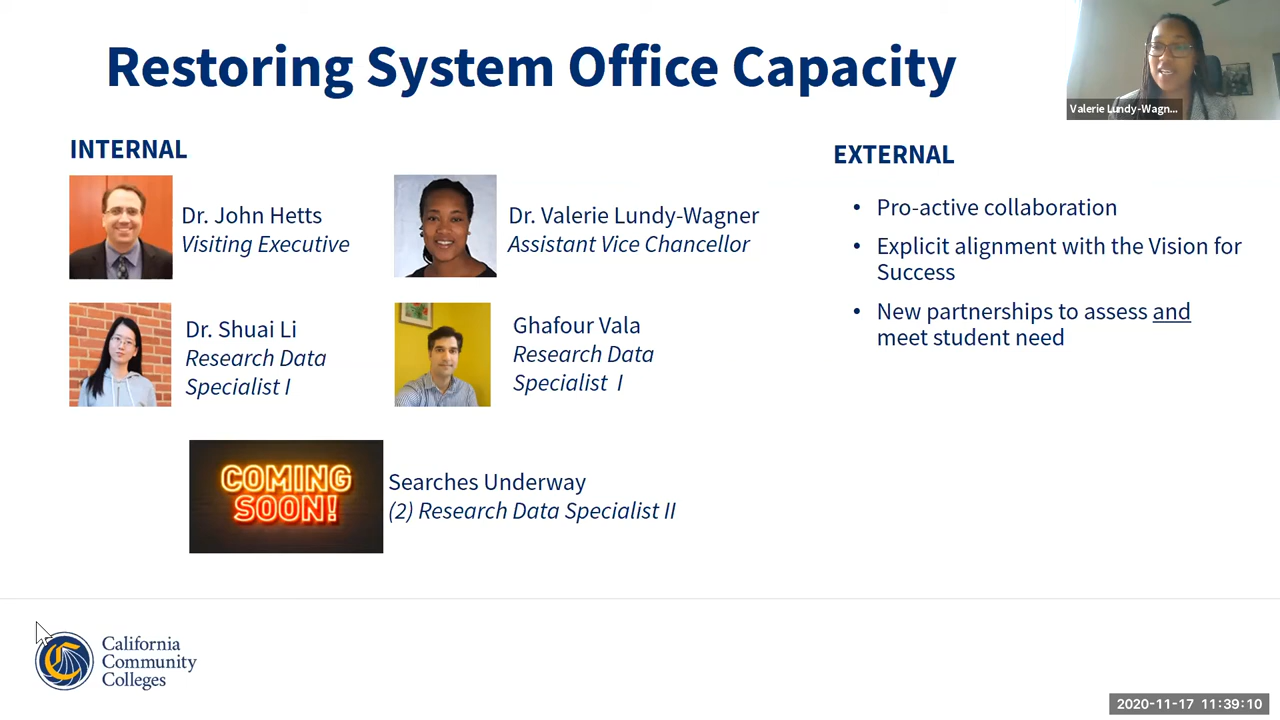 Restoring System Office Capacity
Valerie Lundy-Wagn...
INTERNAL
Dr. John Hetts
Visiting Executive
Dr. Valerie Lundy-Wagner
Assistant Vice Chancellor
Dr. Shuai Li
Research Data
Specialist I
Ghafour Vala
Research Data
Specialist I
COMING
SOON!
Searches Underway
(2) Research Data Specialist II
EXTERNAL
• Pro-active collaboration
• Explicit alignment with the Vision for
Success
• New partnerships to assess and
meet student need
California
Community
Colleges
2020-11-17 11:39:10